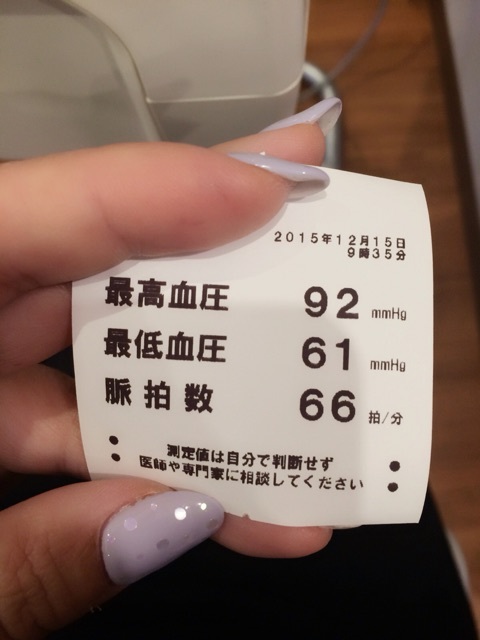 2015年12月15日
9時35分
最高血圧 92 mmHg
最低血圧 61 mmHg
脈拍数 66 拍/分
測定値は自分で判断せず
医師や専門家に相談してください